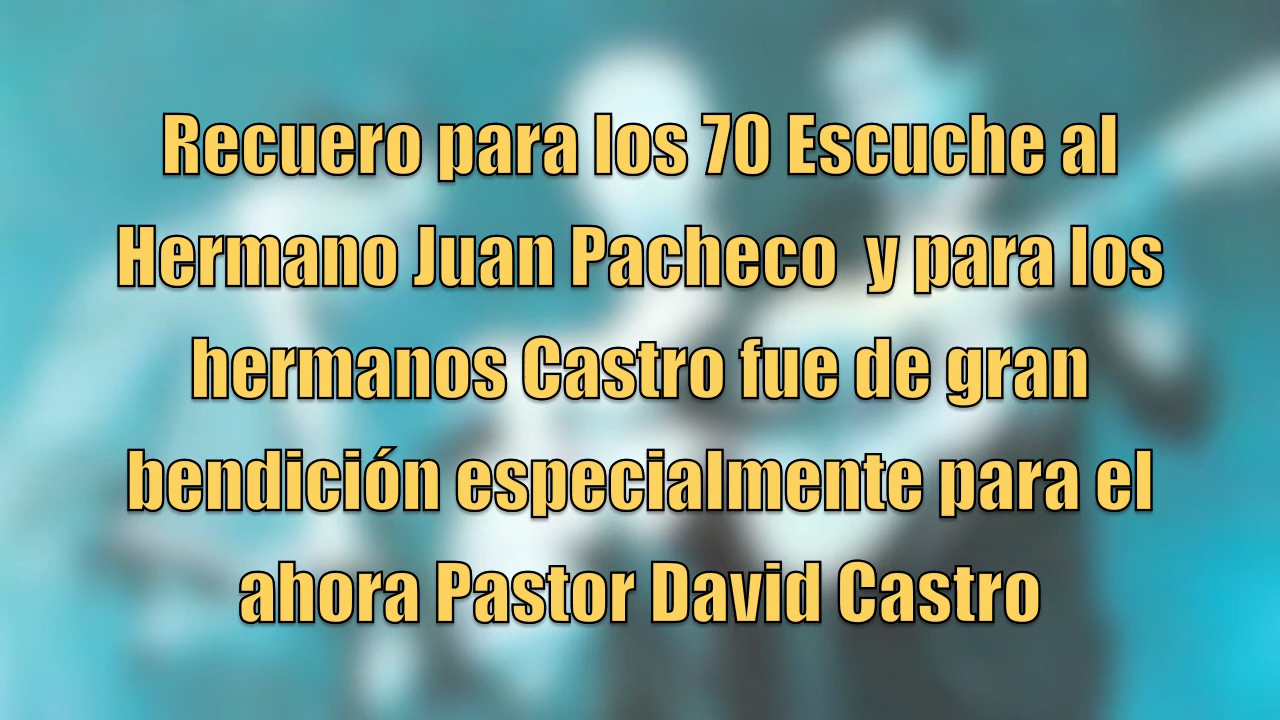 Recuero para los 70 Escuche al
Hermano Juan Pacheco  y para los
hermanos Castro fue de gran
bendición especialmente para el
ahora Pastor David Castro